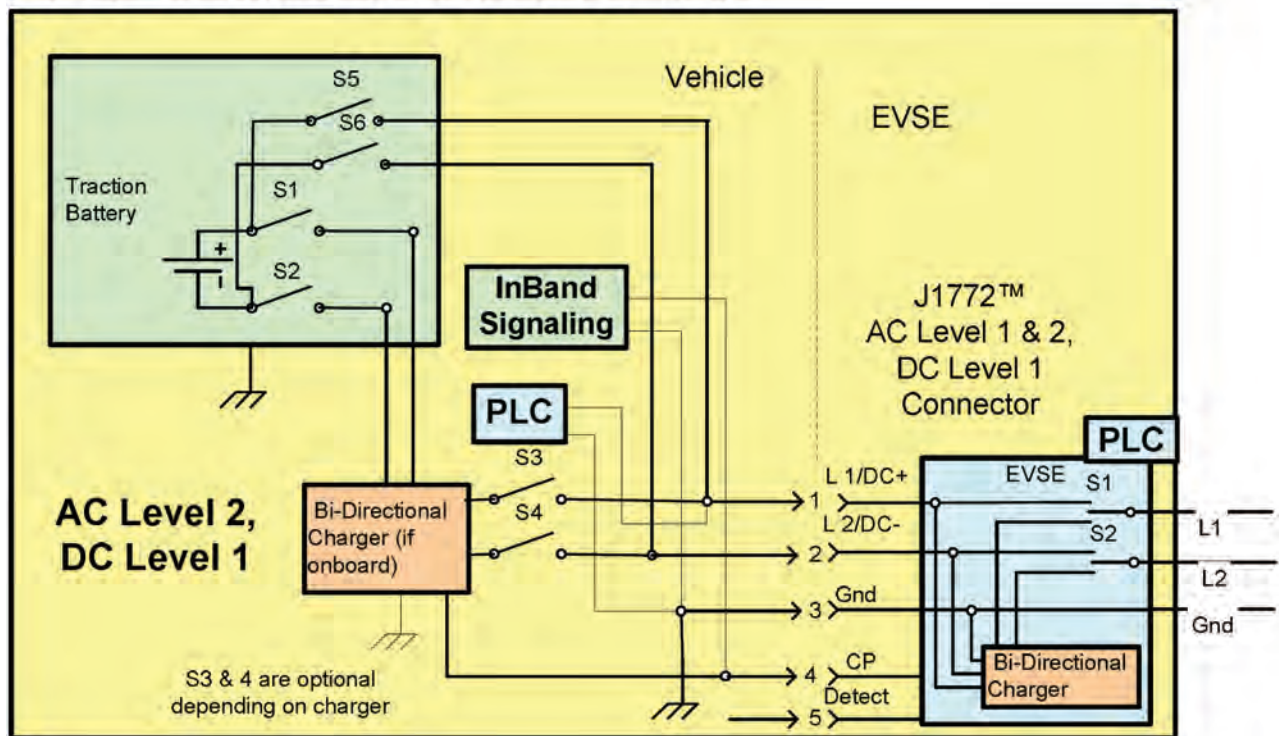 S5
S6
S1
S2
Traction
Battery
+
-
Vehicle
EVSE
InBand
Signaling
J1772™
AC Level 1 & 2,
DC Level 1
Connector
PLC
PLC
S3
S4
AC Level 2,
DC Level 1
Bi-Directional
Charger (if
onboard)
S3 & 4 are optional
depending on charger
1
L 1/DC+
2
L 2/DC-
3
Gnd
4
CP
5
Detect
EVSE
S1
S2
Bi-Directional
Charger
L1
L2
Gnd